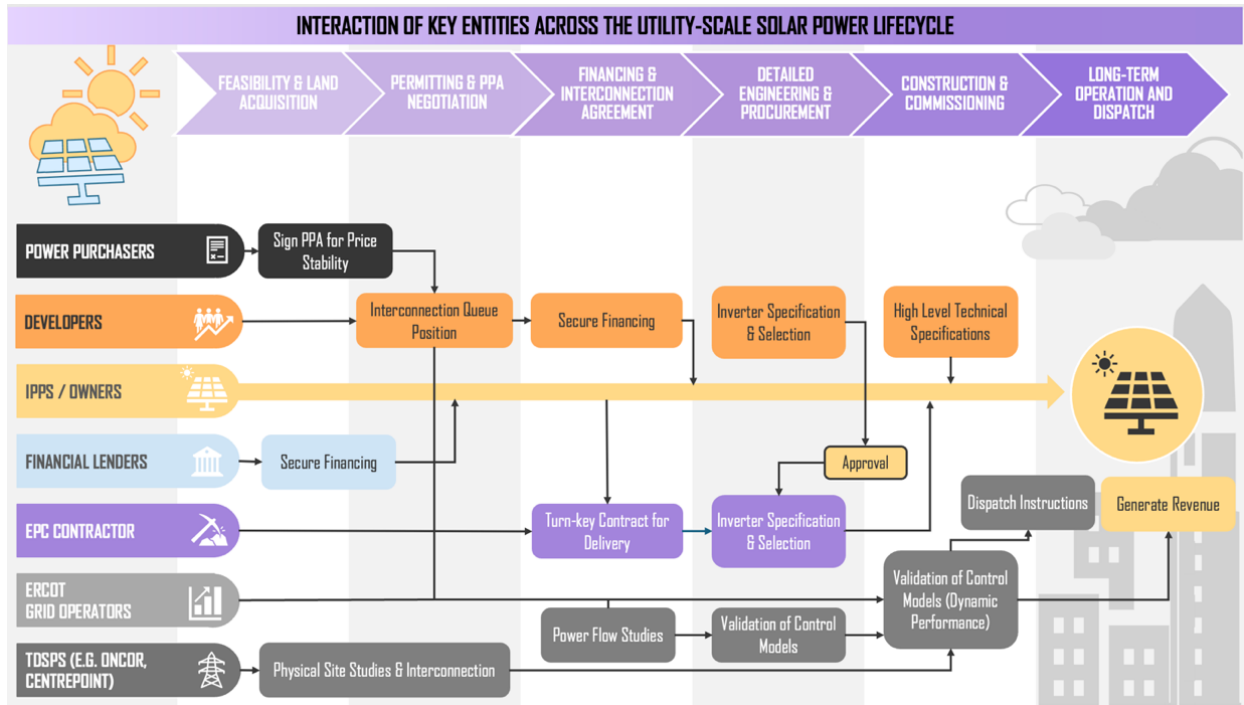 INTERACTION OF KEY ENTITIES ACROSS THE UTILITY-SCALE SOLAR POWER LIFECYCLE
FEASIBILITY & LAND
ACQUISITION
PERMITTING & PPA
NEGOTIATION
FINANCING &
INTERCONNECTION
AGREEMENT
DETAILED
ENGINEERING &
PROCUREMENT
CONSTRUCTION &
COMMISSIONING
LONG-TERM
OPERATION AND
DISPATCH
POWER PURCHASERS
Sign PPA for Price
Stability
DEVELOPERS
Interconnection Queue
Position
Secure Financing
Inverter Specification
& Selection
High Level Technical
Specifications
IPPS / OWNERS
FINANCIAL LENDERS
Secure Financing
Approval
EPC CONTRACTOR
Turn-key Contract for
Delivery
Inverter Specification
& Selection
Dispatch Instructions
Generate Revenue
ERCOT
GRID OPERATORS
Power Flow Studies
Validation of Control
Models
Validation of Control
Models (Dynamic
Performance)
TDSPS (E.G. ONCOR,
CENTREPOINT)
Physical Site Studies & Interconnection